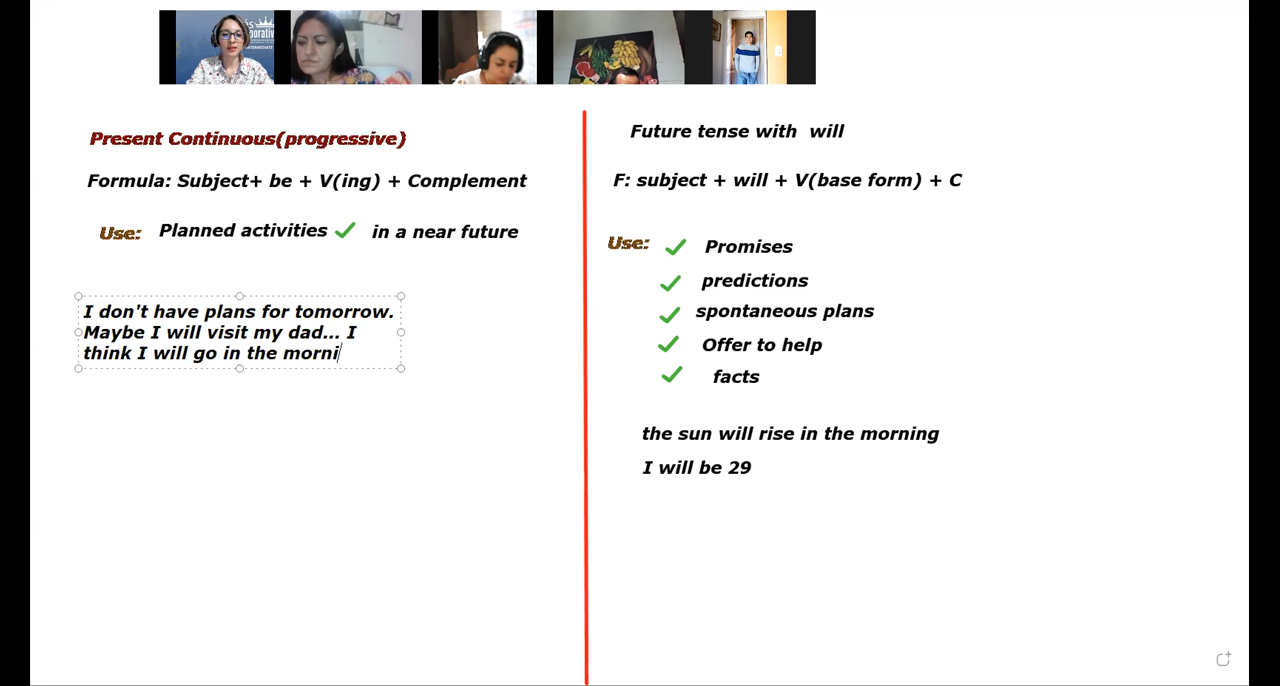 Present Continuous(progressive)
Formula: Subject+ be + V(ing) + Complement
Use: Planned activities in a near future
I don't have plans for tomorrow.
Maybe I will visit my dad... I
think I will go in the morni
Future tense with will
F: subject + will + V(base form) + C
Use: Promises
predictions
spontaneous plans
Offer to help
facts
the sun will rise in the morning
I will be 29